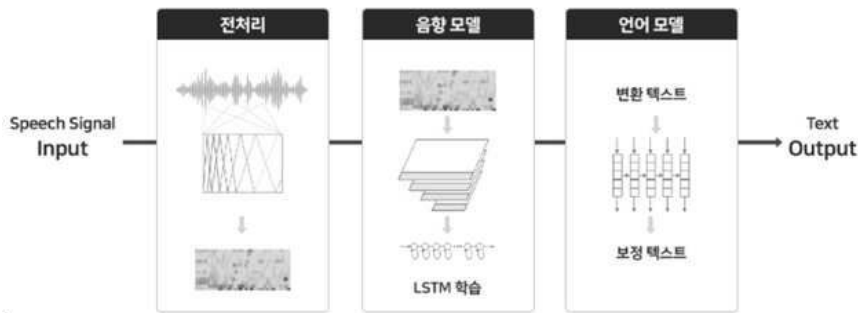 전처리
음향 모델
언어 모델
Speech Signal
Input
LSTM 학습
변환 텍스트
보정 텍스트
Text
Output